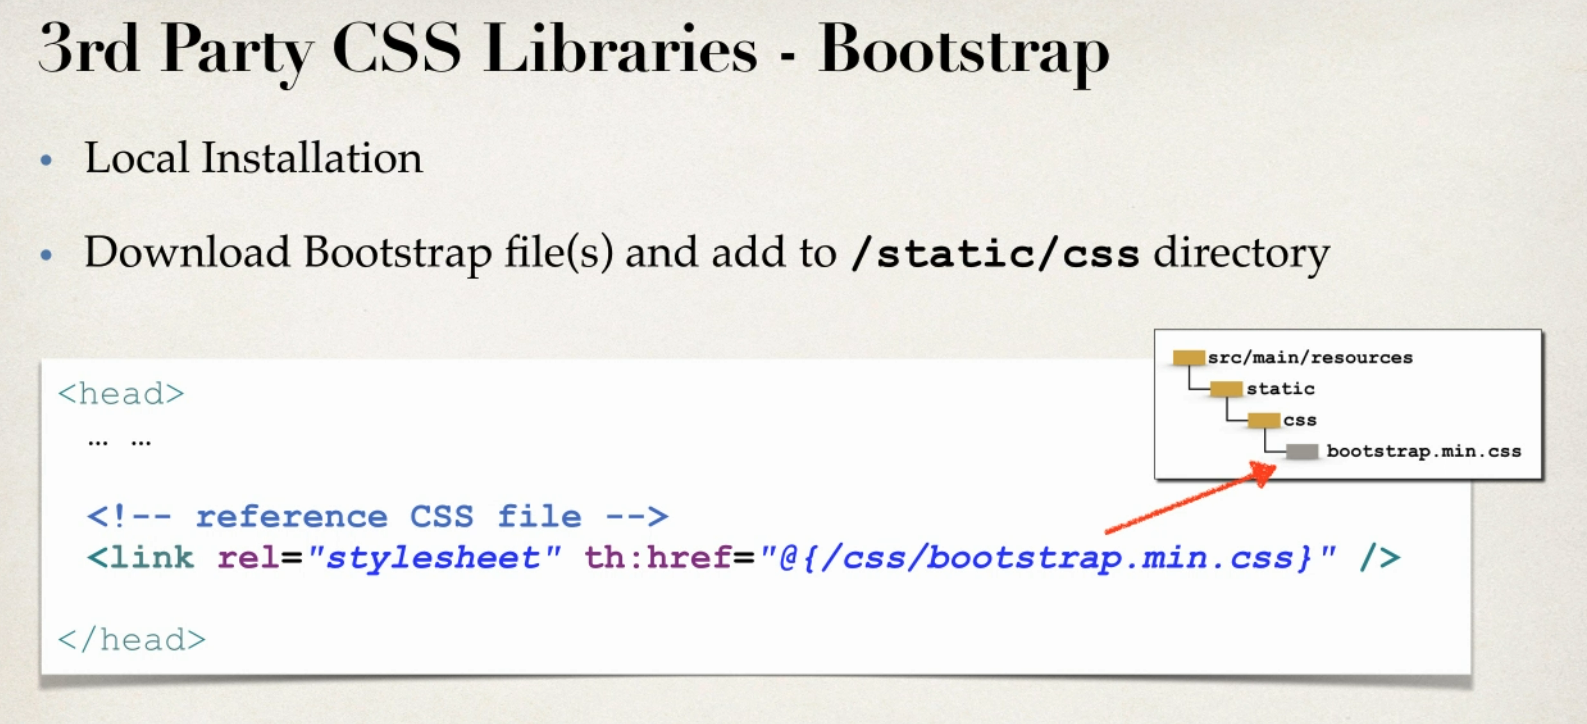 3rd Party CSS Libraries - Bootstrap
• Local Installation
• Download Bootstrap file(s) and add to /static/css directory
src/main/resources
static
css
bootstrap.min.css
<head>
… …
<!-- reference CSS file -->
<link rel="stylesheet" th:href="@{/css/bootstrap.min.css}" />
</head>